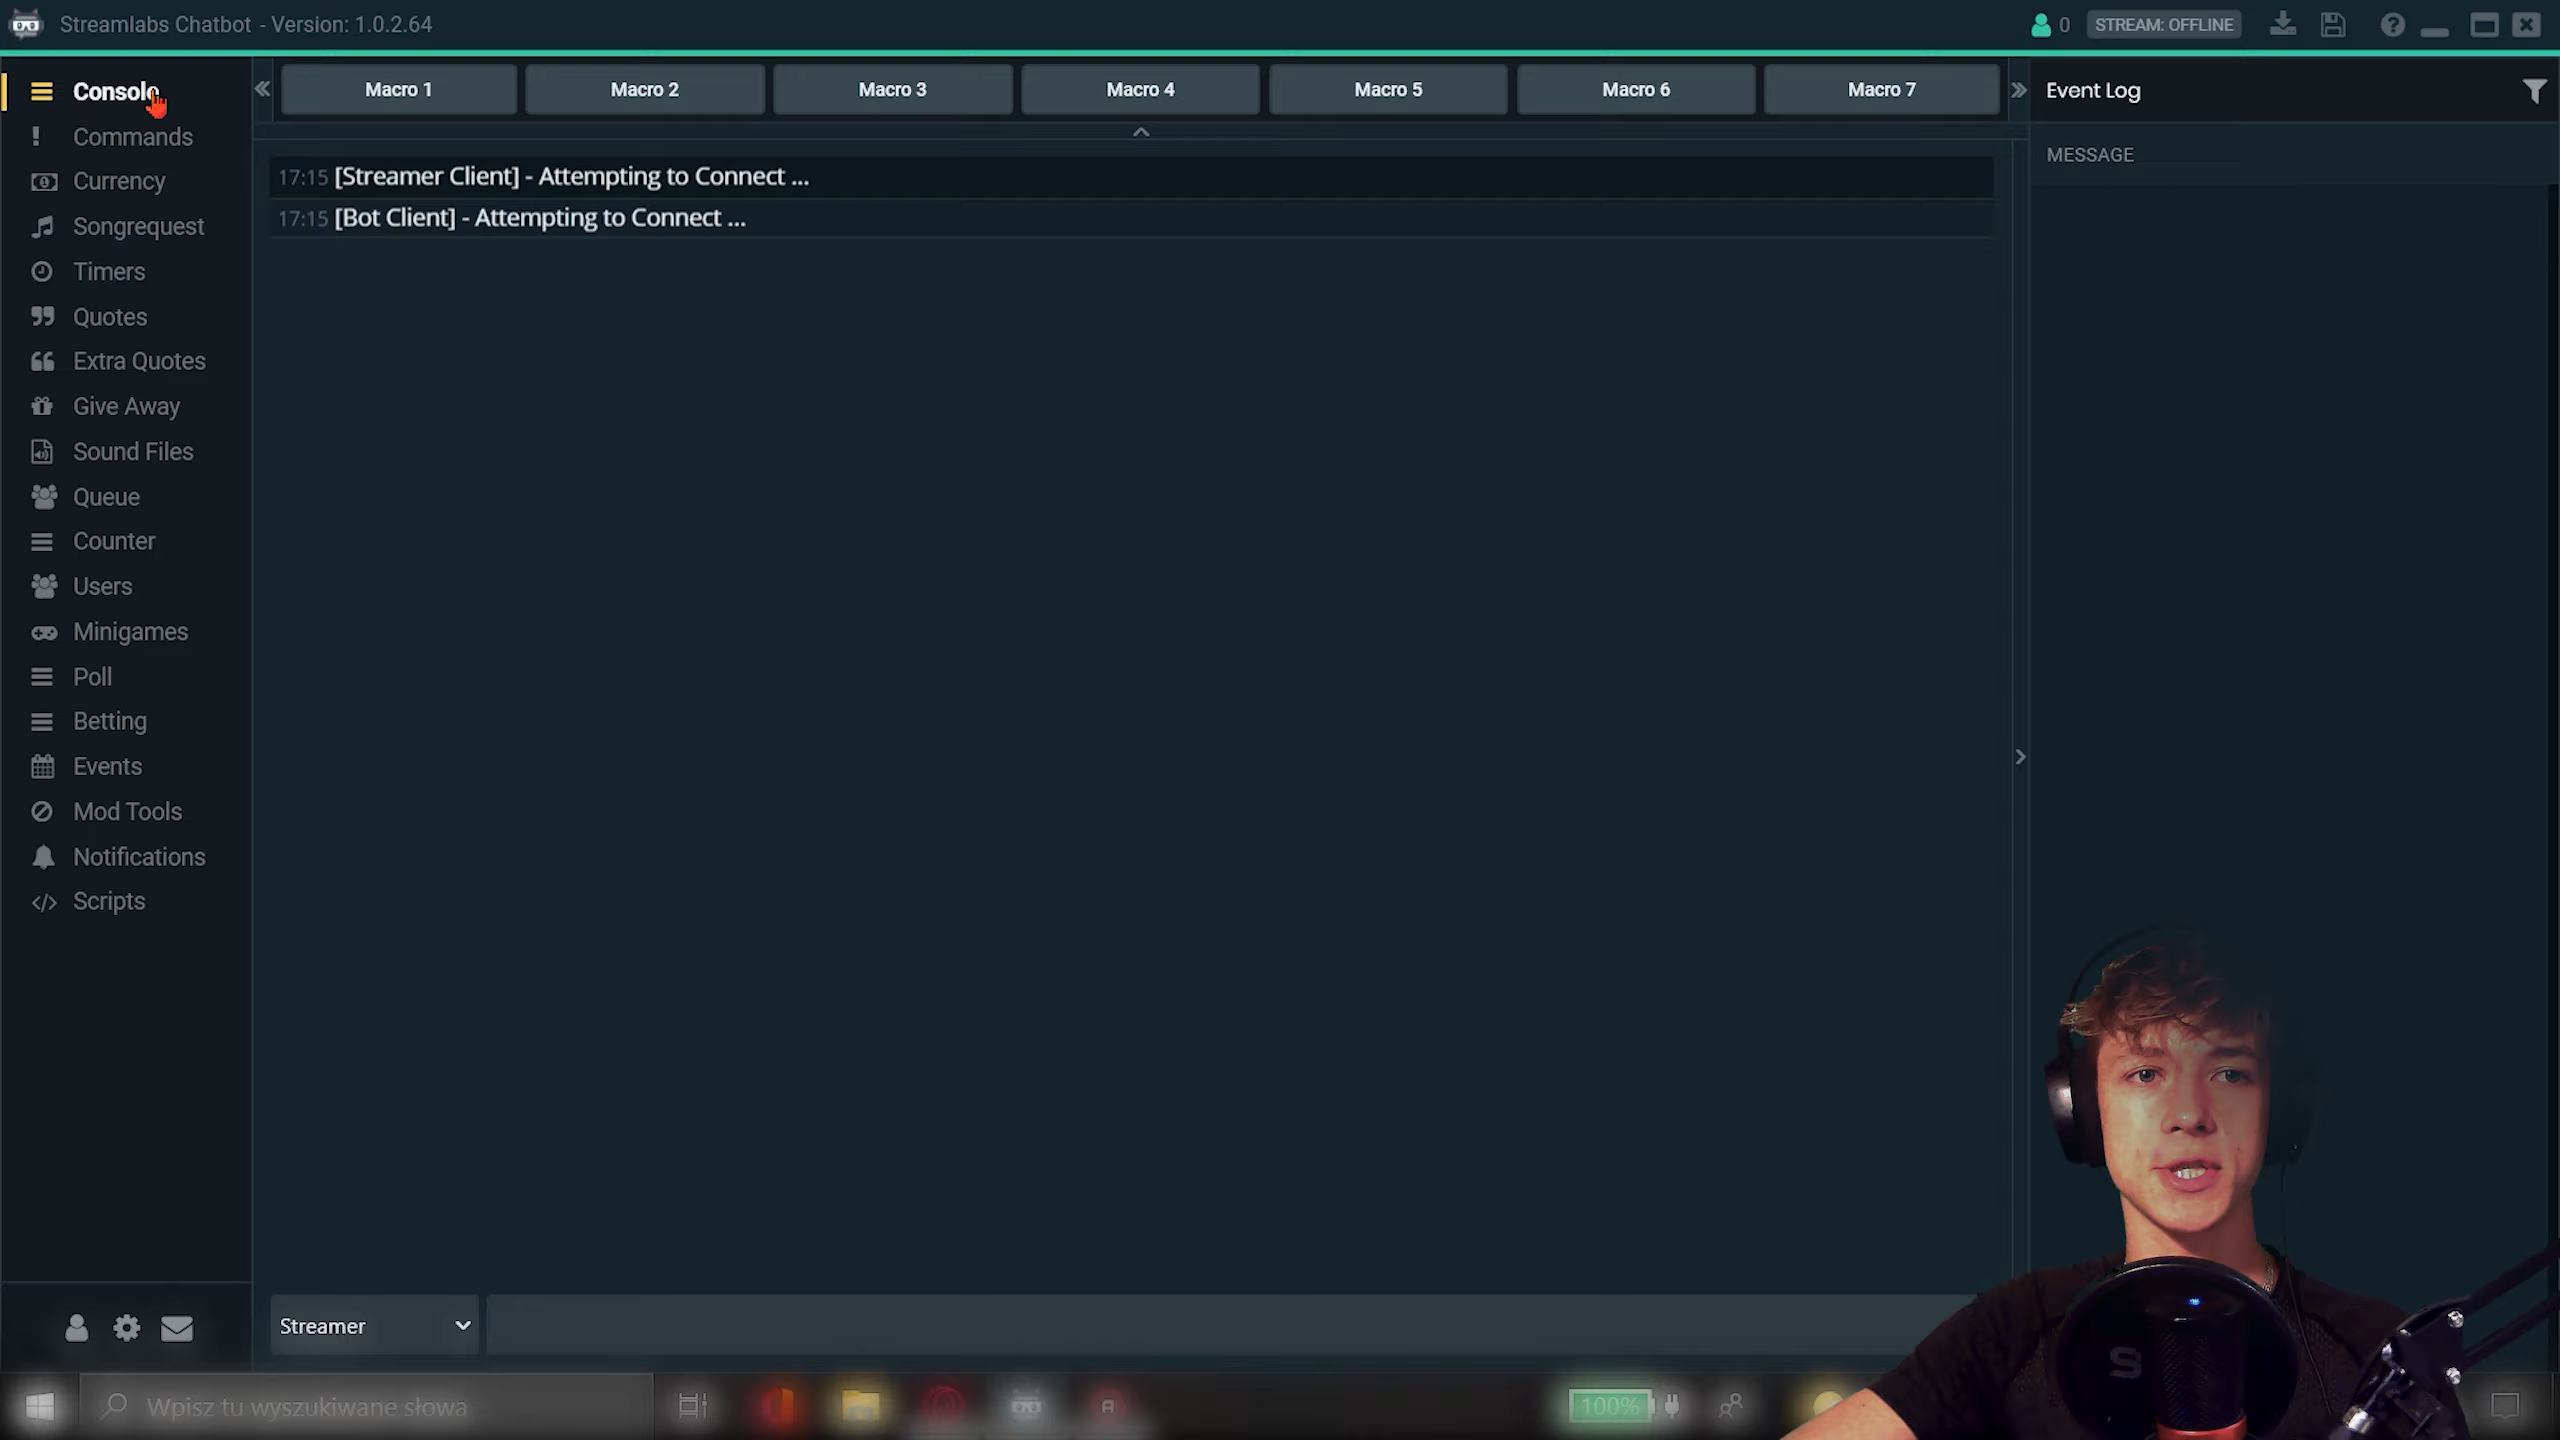 Streamlabs Chatbot - Version: 1.0.2.64
0
STREAM: OFFLINE
Console
Commands
Currency
Songrequest
Timers
Quotes
Extra Quotes
Give Away
Sound Files
Queue
Counter
Users
Minigames
Poll
Betting
Events
Mod Tools
Notifications
Scripts
Macro 1
Macro 2
Macro 3
Macro 4
Macro 5
Macro 6
Macro 7
17:15 [Streamer Client] - Attempting to Connect ...
17:15 [Bot Client] - Attempting to Connect ...
Event Log
MESSAGE
Streamer
Wpisz tu wyszukiwane słowa
100%
S